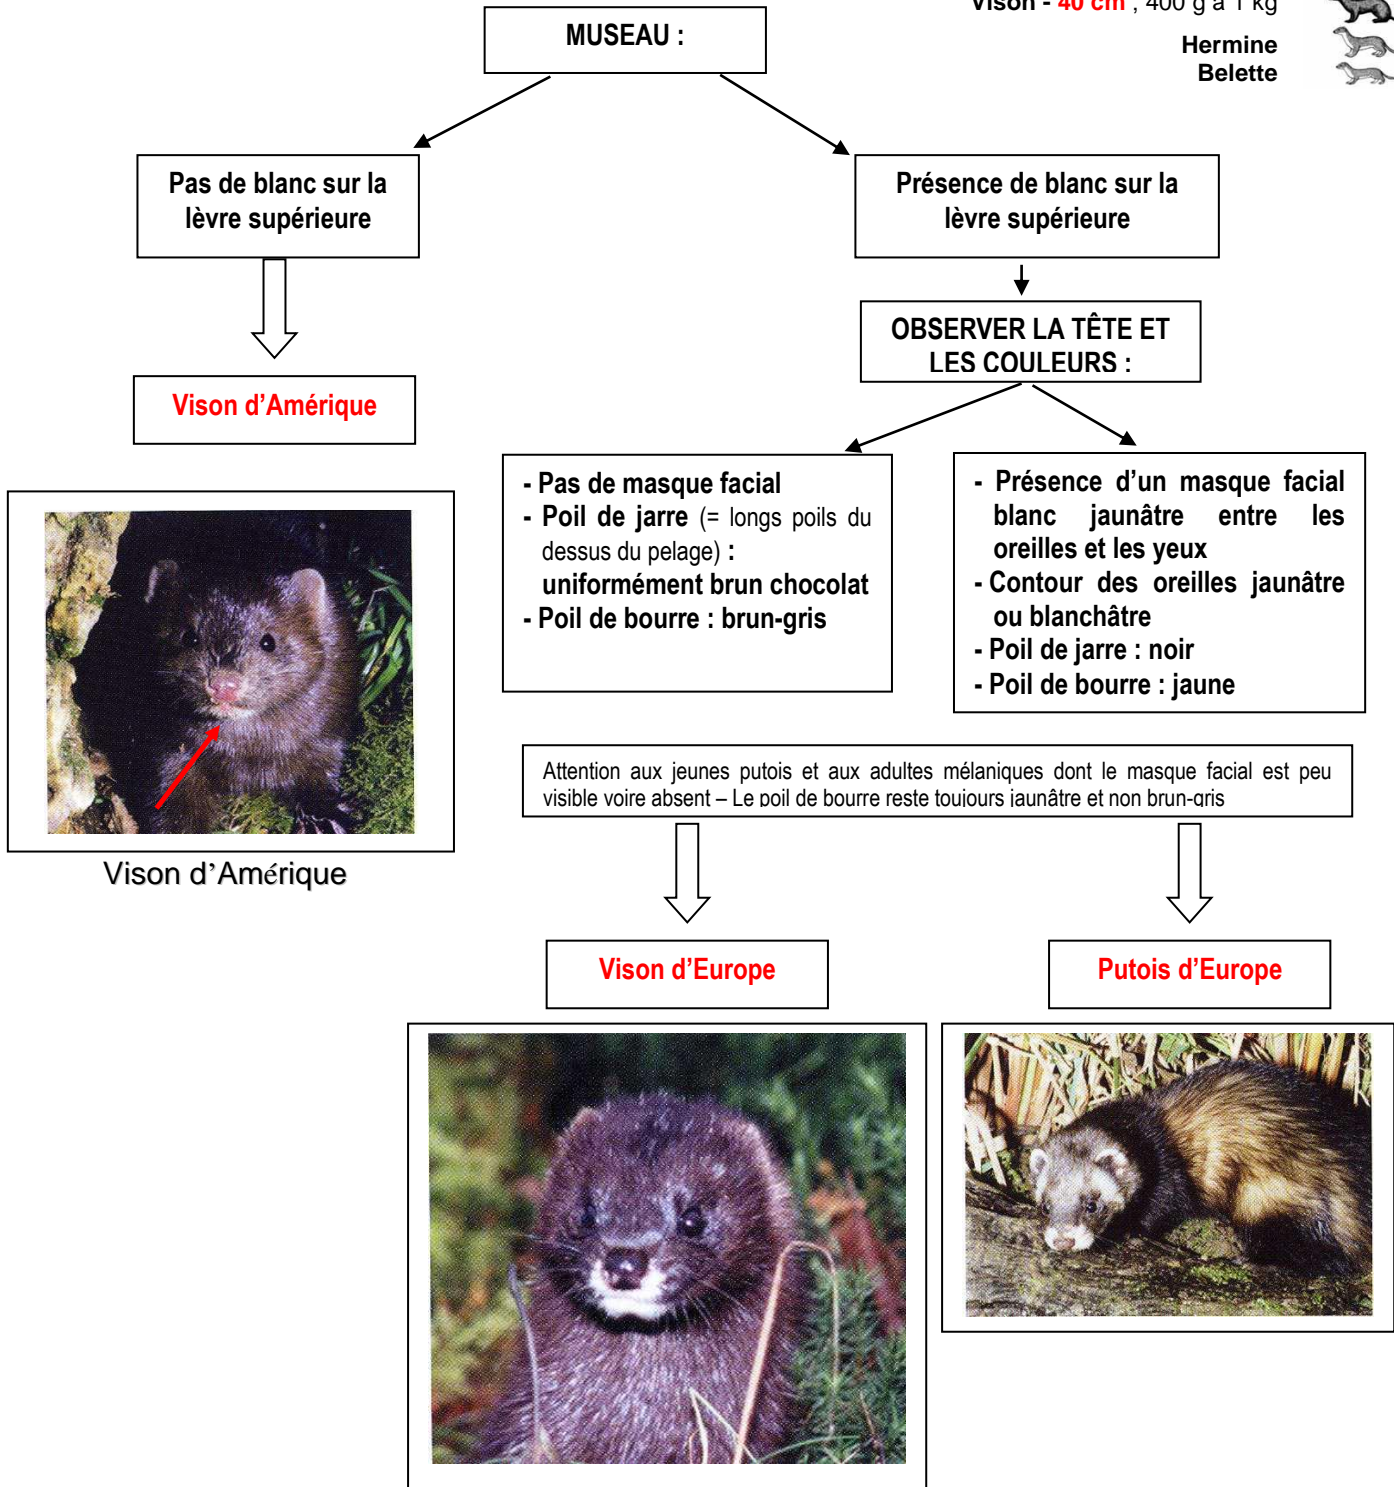 Vison - 40 cm ; 400 g à 1 kg
Hermine
Belette
MUSEAU :
Pas de blanc sur la
lèvre supérieure
Présence de blanc sur la
lèvre supérieure
OBSERVER LA TÊTE ET
LES COULEURS :
Vison d’Amérique
- Pas de masque facial
- Poil de jarre (= longs poils du
dessus du pelage) :
uniformément brun chocolat
- Poil de bourre : brun-gris
- Présence d’un masque facial
blanc jaunâtre entre les
oreilles et les yeux
- Contour des oreilles jaunâtre
ou blanchâtre
- Poil de jarre : noir
- Poil de bourre : jaune
Attention aux jeunes putois et aux adultes mélaniques dont le masque facial est peu
visible voire absent – Le poil de bourre reste toujours jaunâtre et non brun-gris
Vison d’Amérique
Vison d’Europe
Putois d’Europe